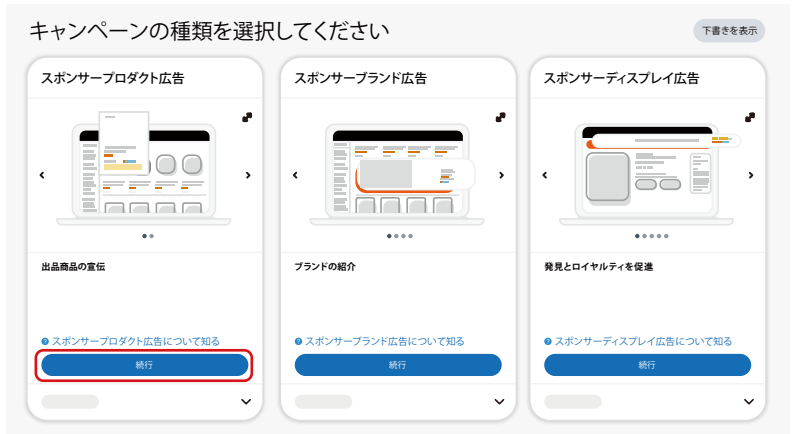 キャンペーンの種類を選択してください
下書きを表示
スポンサープロダクト広告
出品商品の宣伝
スポンサープロダクト広告について知る
続行
スポンサーブランド広告
ブランドの紹介
スポンサーブランド広告について知る
続行
スポンサーディスプレイ広告
発見とロイヤルティを促進
スポンサーディスプレイ広告について知る
続行